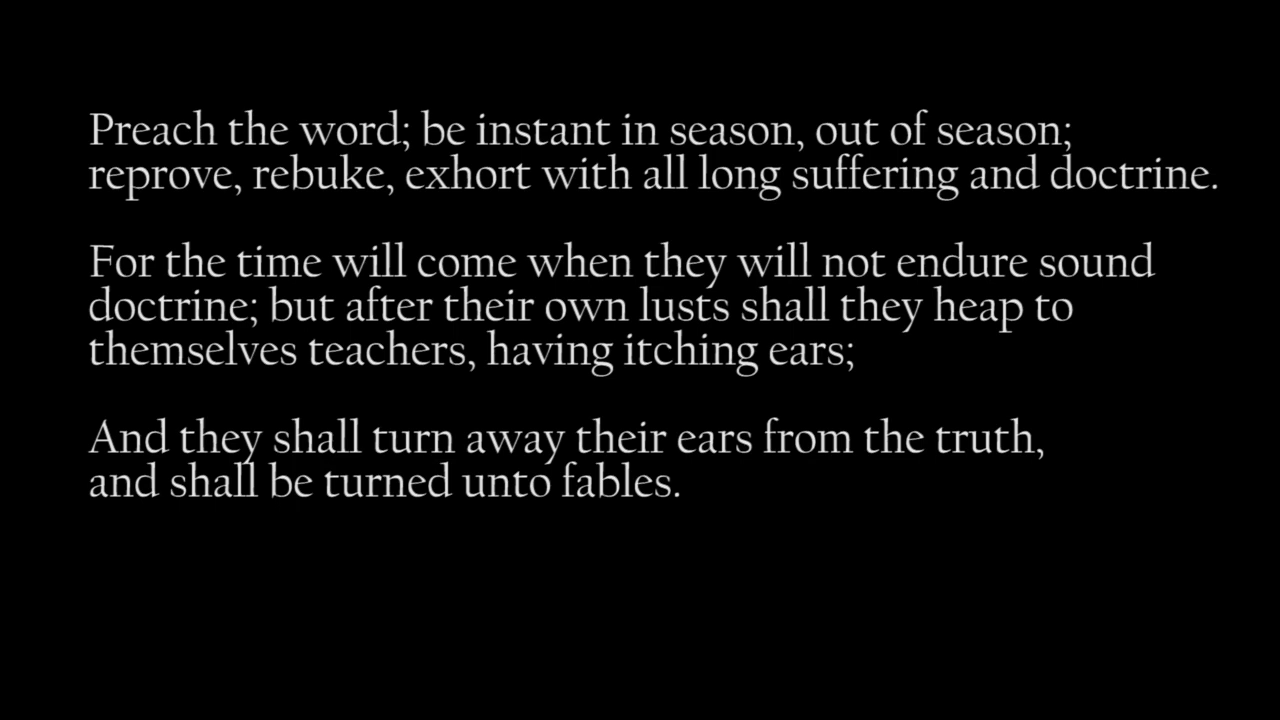 Preach the word; be instant in season, out of season;
reprove, rebuke, exhort with all long suffering and doctrine.
For the time will come when they will not endure sound
doctrine; but after their own lusts shall they heap to
themselves teachers, having itching ears;
And they shall turn away their ears from the truth,
and shall be turned unto fables.